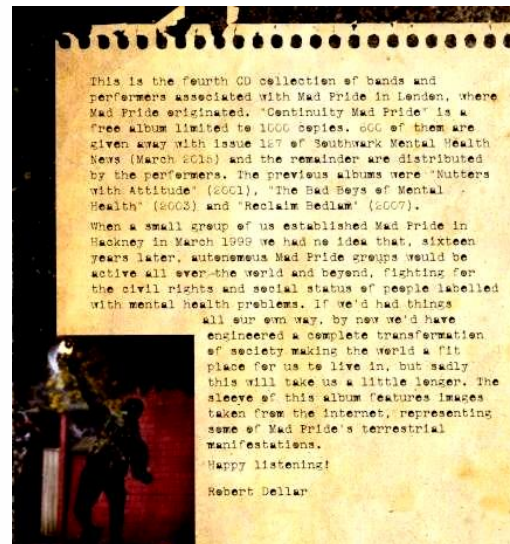 This is the fourth CD collection of bands and
performers associated with Mad Pride in London, where
Mad Pride originated. "Continuity Mad Pride" is a
free album limited to 1000 copies. 600 of them are
given away with issue 127 of Southwark Mental Health
News (March 2015) and the remainder are distributed
by the performers. The previous albums were "Nutters
with Attitude" (2001), "The Bad Boys of Mental
Health" (2003) and "Reclaim Bedlam" (2007).
When a small group of us established Mad Pride in
Hackney in March 1999 we had no idea that, sixteen
years later, autonomous Mad Pride groups would be
active all over the world and beyond, fighting for
the civil rights and social status of people labelled
with mental health problems. If we'd had things
all our own way, by now we'd have
engineered a complete transformation
of society making the world a fit
place for us to live in, but sadly
this will take us a little longer. The
sleeve of this album features images
taken from the internet, representing
some of Mad Pride's terrestrial
manifestations.
Happy listening!
Robert Dellar